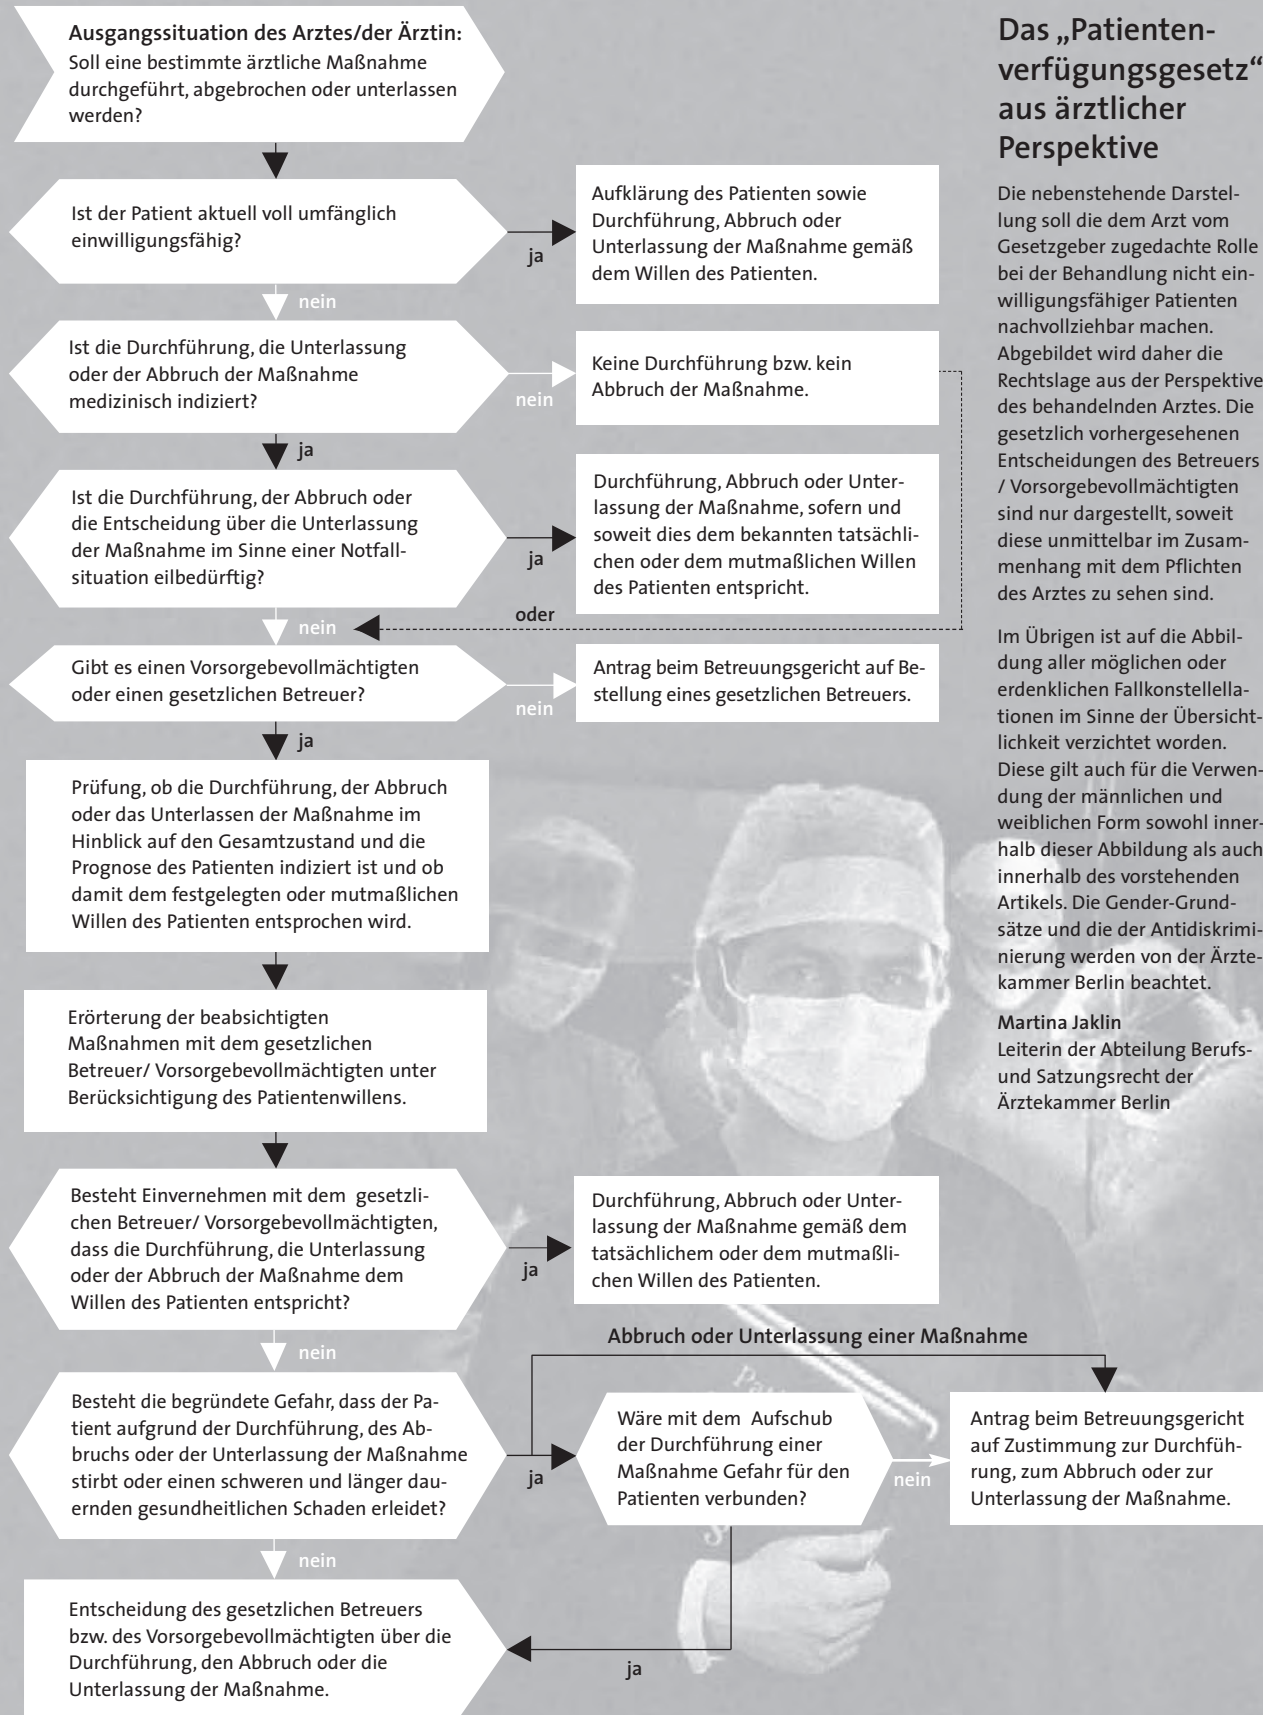 Ausgangssituation des Arztes/der Ärztin:
Soll eine bestimmte ärztliche Maßnahme
durchgeführt, abgebrochen oder unterlassen
werden?
Ist der Patient aktuell voll umfänglich
einwilligungsfähig?
ja
Aufklärung des Patienten sowie
Durchführung, Abbruch oder
Unterlassung der Maßnahme gemäß
dem Willen des Patienten.
nein
Ist die Durchführung, die Unterlassung
oder der Abbruch der Maßnahme
medizinisch indiziert?
nein
Keine Durchführung bzw. kein
Abbruch der Maßnahme.
ja
Ist die Durchführung, der Abbruch oder
die Entscheidung über die Unterlassung
der Maßnahme im Sinne einer Notfall-
situation eilbedürftig?
ja
Durchführung, Abbruch oder Unter-
lassung der Maßnahme, sofern und
soweit dies dem bekannten tatsächli-
chen oder dem mutmaßlichen Willen
des Patienten entspricht.
nein
oder
Gibt es einen Vorsorgebevollmächtigten
oder einen gesetzlichen Betreuer?
nein
Antrag beim Betreuungsgericht auf Be-
stellung eines gesetzlichen Betreuers.
ja
Prüfung, ob die Durchführung, der Abbruch
oder das Unterlassen der Maßnahme im
Hinblick auf den Gesamtzustand und die
Prognose des Patienten indiziert ist und ob
damit dem festgelegten oder mutmaßlichen
Willen des Patienten entsprochen wird.
Erörterung der beabsichtigten
Maßnahmen mit dem gesetzlichen
Betreuer/ Vorsorgebevollmächtigten unter
Berücksichtigung des Patientenwillens.
Besteht Einvernehmen mit dem gesetzli-
chen Betreuer/ Vorsorgebevollmächtigten,
dass die Durchführung, die Unterlassung
oder der Abbruch der Maßnahme dem
Willen des Patienten entspricht?
ja
Durchführung, Abbruch oder Unter-
lassung der Maßnahme gemäß dem
tatsächlichem oder dem mutmaßli-
chen Willen des Patienten.
nein
Abbruch oder Unterlassung einer Maßnahme
Besteht die begründete Gefahr, dass der Pa-
tient aufgrund der Durchführung, des Ab-
bruchs oder der Unterlassung der Maßnahme
stirbt oder einen schweren und länger dau-
ernden gesundheitlichen Schaden erleidet?
ja
Wäre mit dem Aufschub
der Durchführung einer
Maßnahme Gefahr für den
Patienten verbunden?
nein
Antrag beim Betreuungsgericht
auf Zustimmung zur Durchfüh-
rung, zum Abbruch oder zur
Unterlassung der Maßnahme.
nein
Entscheidung des gesetzlichen Betreuers
bzw. des Vorsorgebevollmächtigten über die
Durchführung, den Abbruch oder die
Unterlassung der Maßnahme.
ja
Das „Patienten-
verfügungsgesetz“
aus ärztlicher
Perspektive
Die nebenstehende Darstel-
lung soll die dem Arzt vom
Gesetzgeber zugedachte Rolle
bei der Behandlung nicht ein-
willigungsfähiger Patienten
nachvollziehbar machen.
Abgebildet wird daher die
Rechtslage aus der Perspektive
des behandelnden Arztes. Die
gesetzlich vorhergesehenen
Entscheidungen des Betreuers
/ Vorsorgebevollmächtigten
sind nur dargestellt, soweit
diese unmittelbar im Zusam-
menhang mit dem Pflichten
des Arztes zu sehen sind.
Im Übrigen ist auf die Abbil-
dung aller möglichen oder
erdenklichen Fallkonstellella-
tionen im Sinne der Übersicht-
lichkeit verzichtet worden.
Diese gilt auch für die Verwen-
dung der männlichen und
weiblichen Form sowohl inner-
halb dieser Abbildung als auch
innerhalb des vorstehenden
Artikels. Die Gender-Grund-
sätze und die der Antidiskrimi-
nierung werden von der Ärzte-
kammer Berlin beachtet.
Martina Jaklin
Leiterin der Abteilung Berufs-
und Satzungsrecht der
Ärztekammer Berlin